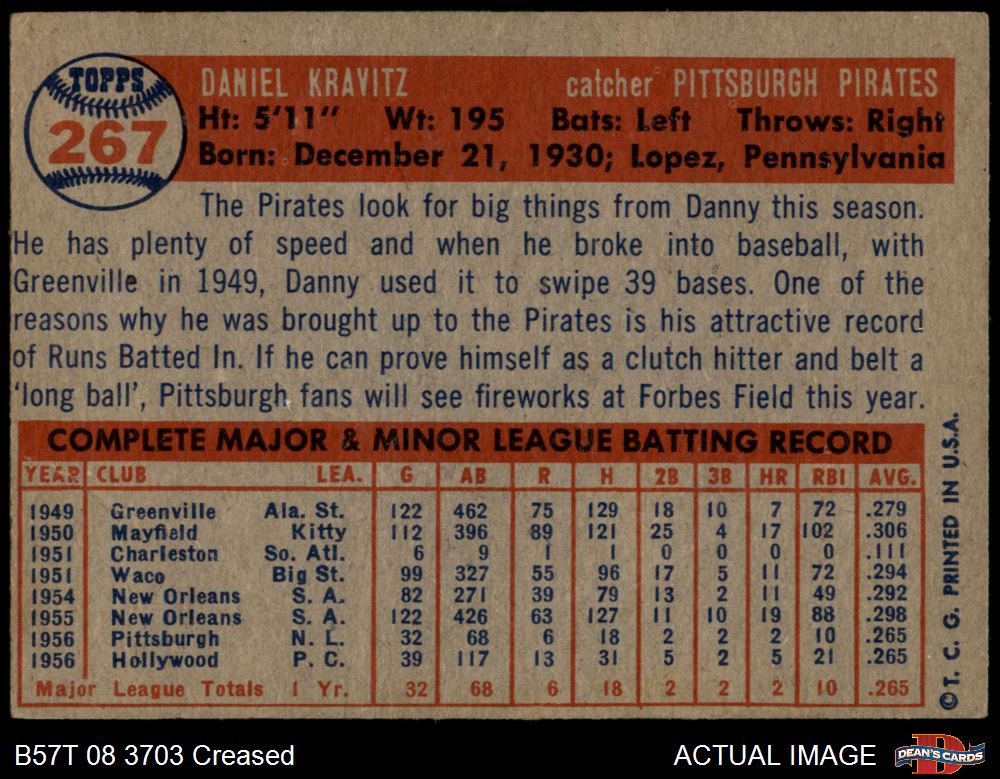 TOPPS
267
DANIEL KRAVITZ catcher PITTSBURGH PIRATES
Ht: 5'11" Wt: 195 Bats: Left Throws: Right
Born: December 21, 1930; Lopez, Pennsylvania
The Pirates look for big things from Danny this season.
He has plenty of speed and when he broke into baseball, with
Greenville in 1949, Danny used it to swipe 39 bases. One of the
reasons why he was brought up to the Pirates is his attractive record
of Runs Batted In. If he can prove himself as a clutch hitter and belt a
'long ball', Pittsburgh fans will see fireworks at Forbes Field this year.
COMPLETE MAJOR & MINOR LEAGUE BATTING RECORD
YEAR CLUB LEA. G AB R H 2B 3B HR RBI AVG.
1949 Greenville Ala. St. 122 462 75 129 18 10 7 72 .279
1950 Mayfield Kitty 112 396 89 121 25 4 17 102 .306
1951 Charleston So. Atl. 6 9 1 1 0 0 0 0 .111
1951 Waco Big St. 99 327 55 96 17 5 11 72 .294
1954 New Orleans S. A. 82 271 39 79 13 2 11 49 .292
1955 New Orleans S. A. 122 426 63 127 11 10 19 88 .298
1956 Pittsburgh N. L. 32 68 6 18 2 2 2 10 .265
1956 Hollywood P. C. 39 117 13 31 5 2 5 21 .265
Major League Totals 1 Yr. 32 68 6 18 2 2 2 10 .265
© T. C. G. PRINTED IN U.S.A.
B57T 08 3703 Creased ACTUAL IMAGE
DEAN'S CARDS